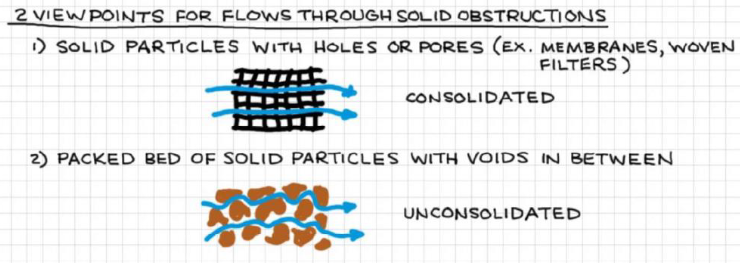 2 VIEWPOINTS FOR FLOWS THROUGH SOLID OBSTRUCTIONS
1) SOLID PARTICLES WITH HOLES OR PORES (EX. MEMBRANES, WOVEN
FILTERS)
CONSOLIDATED
2) PACKED BED OF SOLID PARTICLES WITH VOIDS IN BETWEEN
UNCONSOLIDATED